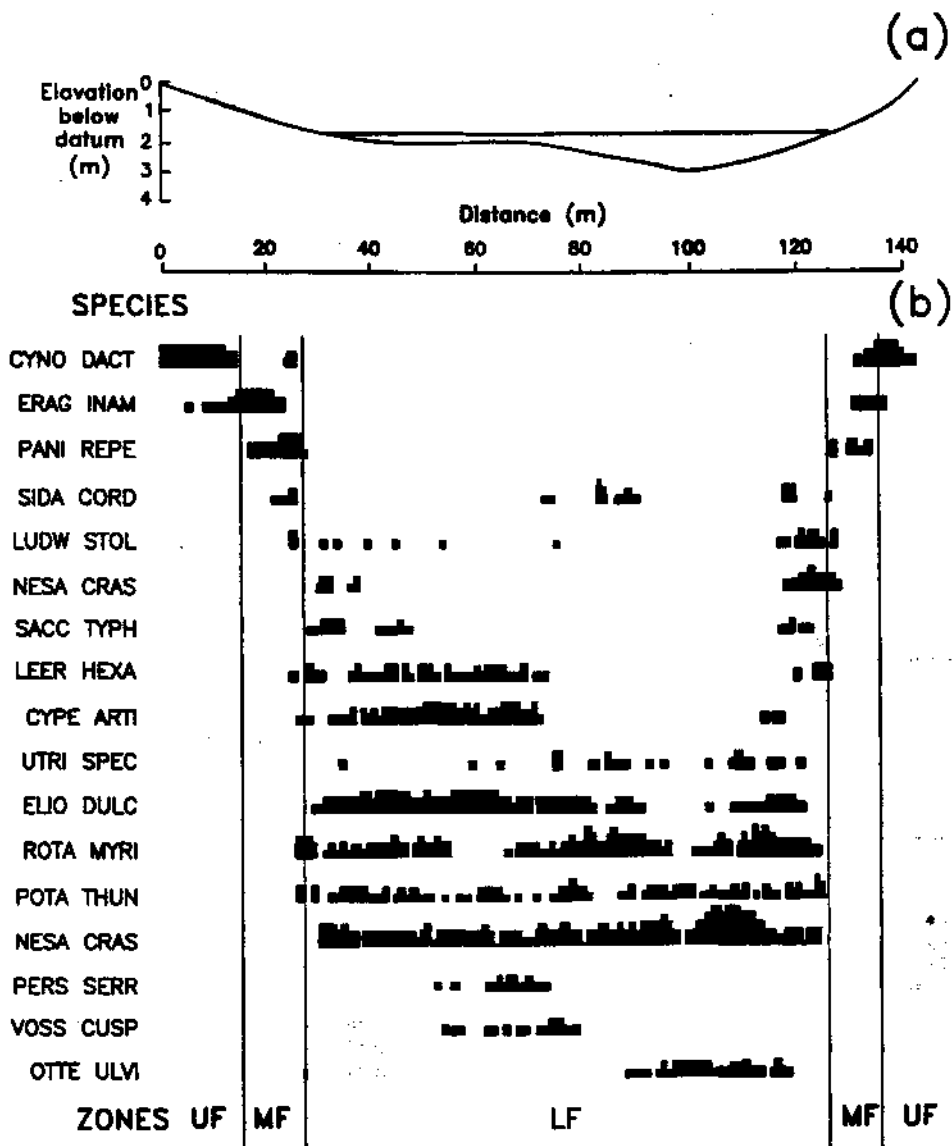 (a)
Elavation
below
datum
(m)
0
1
2
3
4
Distance (m)
0 20 40 60 80 100 120 140
SPECIES
(b)
CYNO DACT
ERAG INAM
PANI REPE
SIDA CORD
LUDW STOL
NESA CRAS
SACC TYPH
LEER HEXA
CYPE ARTI
UTRI SPEC
ELIO DULC
ROTA MYRI
POTA THUN
NESA CRAS
PERS SERR
VOSS CUSP
OTTE ULVI
ZONES UF MF LF MF UF